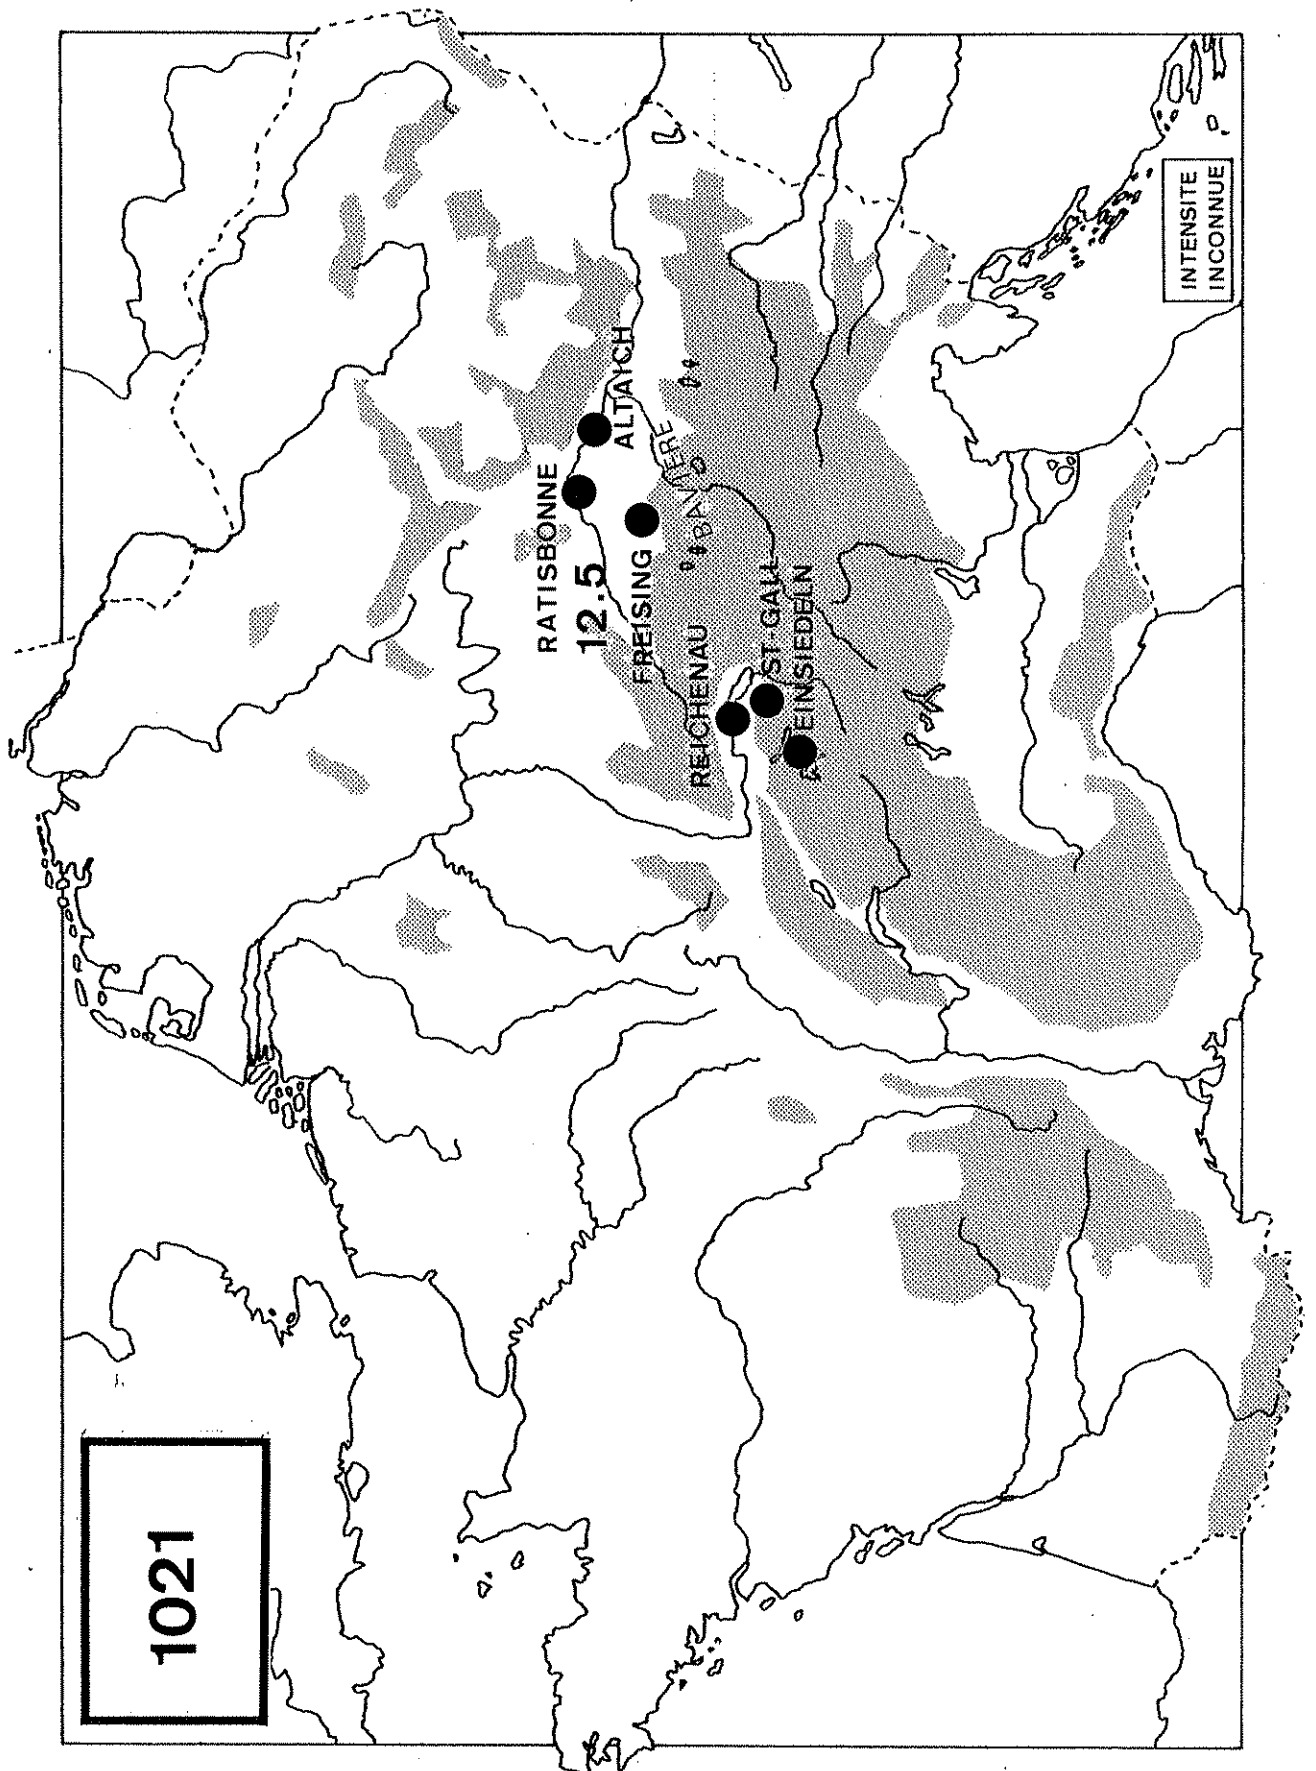 1021
RATISBONNE
12.5
ALTAICH
FREISING
BAVIERE
REICHENAU
ST-GALL
EINSIEDELN
INTENSITE
INCONNUE